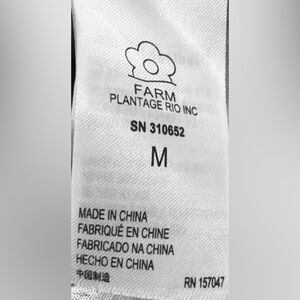 FARM
PLANTAGE RIO INC
SN 310652
M
MADE IN CHINA
FABRIQUÉ EN CHINE
FABRICADO NA CHINA
HECHO EN CHINA
中国制造
RN 157047